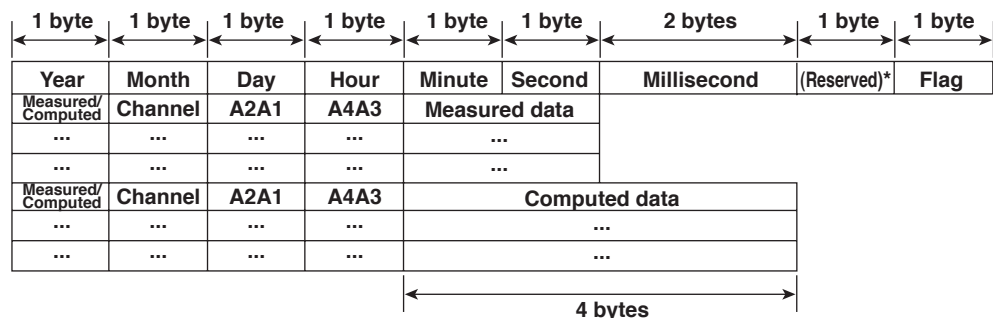 1 byte 1 byte 1 byte 1 byte 1 byte 1 byte 2 bytes 1 byte 1 byte
Year Month Day Hour Minute Second Millisecond (Reserved)* Flag
Measured/
Computed Channel A2A1 A4A3 Measured data
... ... ... ... ...
... ... ... ... ...
Measured/
Computed Channel A2A1 A4A3 Computed data
... ... ... ... ...
... ... ... ... ...
4 bytes